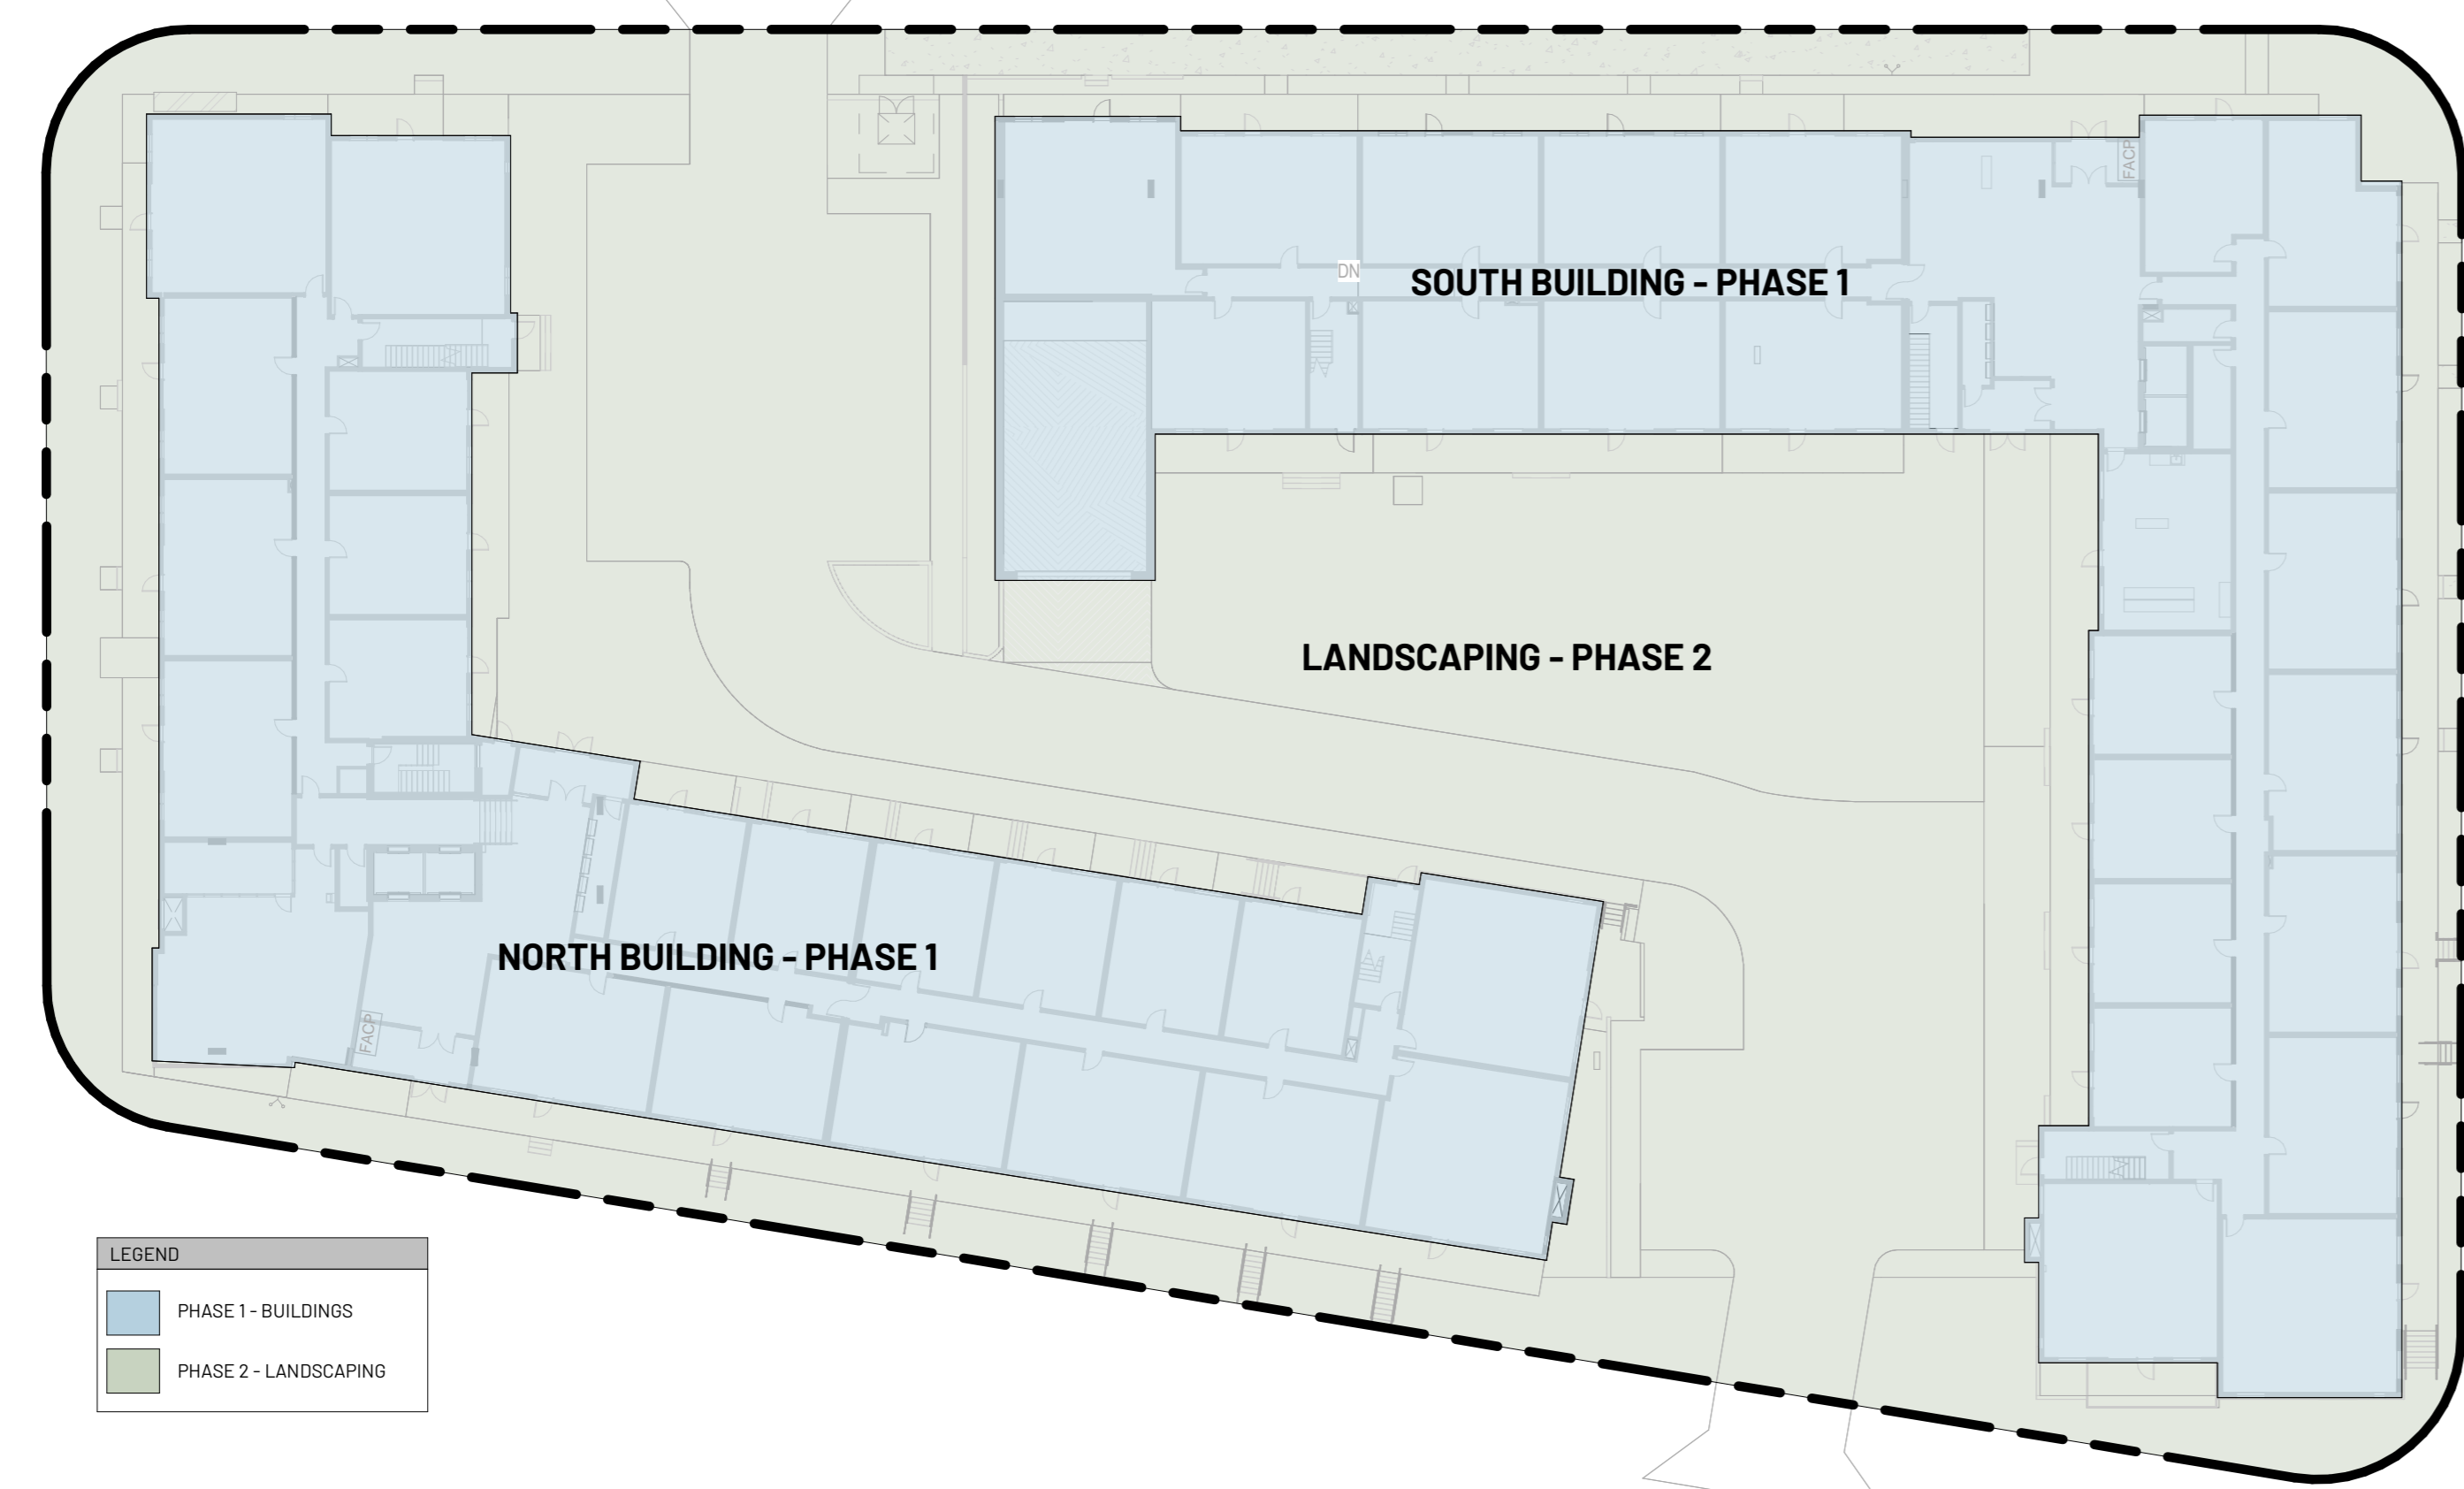 FACP
DN
SOUTH BUILDING - PHASE 1
LANDSCAPING - PHASE 2
NORTH BUILDING - PHASE 1
FACP
LEGEND
PHASE 1 - BUILDINGS
PHASE 2 - LANDSCAPING